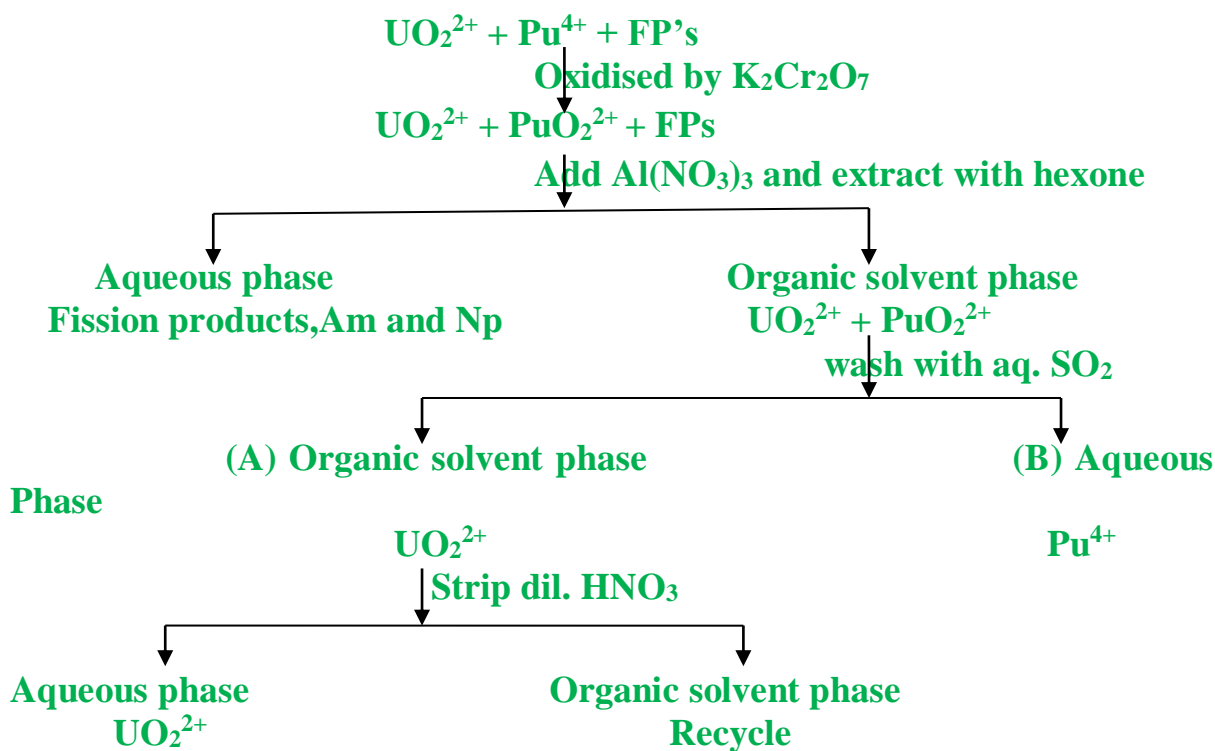 UO₂²⁺ + Pu⁴⁺ + FP’s
Oxidised by K₂Cr₂O₇
UO₂²⁺ + PuO₂²⁺ + FPs
Add Al(NO₃)₃ and extract with hexone
Aqueous phase Organic solvent phase
Fission products,Am and Np UO₂²⁺ + PuO₂²⁺
wash with aq. SO₂
(A) Organic solvent phase (B) Aqueous
Phase
UO₂²⁺ Pu⁴⁺
Strip dil. HNO₃
Aqueous phase Organic solvent phase
UO₂²⁺ Recycle